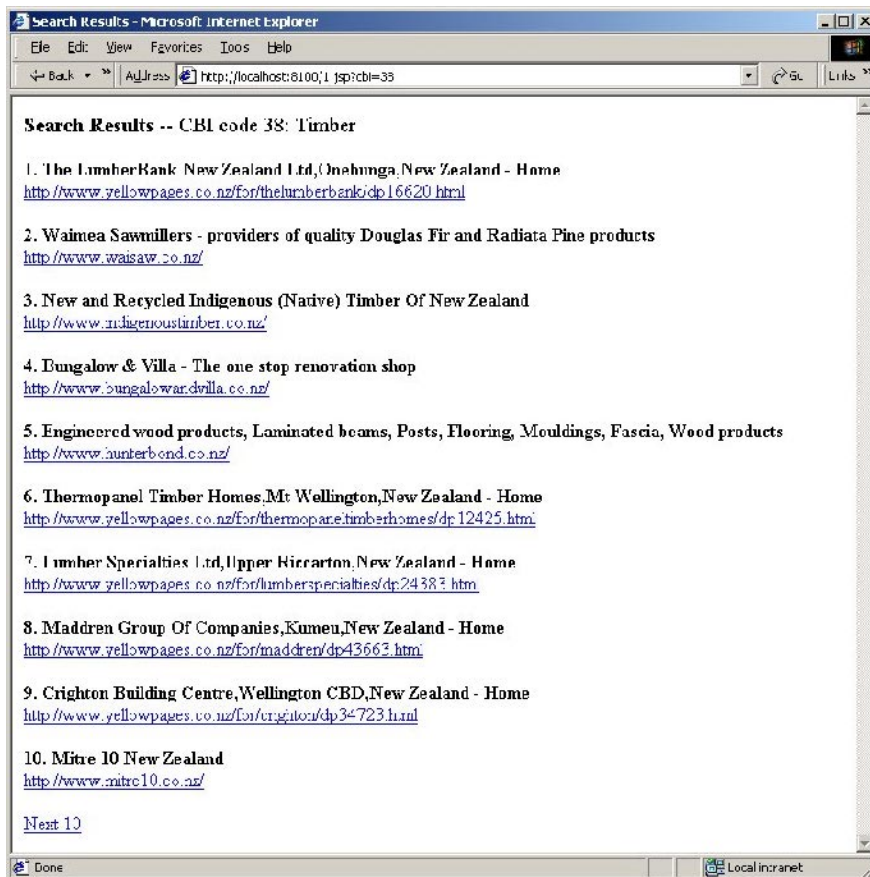 Search Results - Microsoft Internet Explorer
File Edit View Favorites Tools Help
Back Address http://localhost:8100/1.jsp?cbi=38 Go Links
Search Results -- CBI code 38: Timber
1. The LumberBank New Zealand Ltd,Onehunga,New Zealand - Home
http://www.yellowpages.co.nz/for/thelumberbank/dp16620.html
2. Waimea Sawmillers - providers of quality Douglas Fir and Radiata Pine products
http://www.waisaw.co.nz/
3. New and Recycled Indigenous (Native) Timber Of New Zealand
http://www.indigenoustimber.co.nz/
4. Bungalow & Villa - The one stop renovation shop
http://www.bungalowandvilla.co.nz/
5. Engineered wood products, Laminated beams, Posts, Flooring, Mouldings, Fascia, Wood products
http://www.hunterbond.co.nz/
6. Thermopanel Timber Homes,Mt Wellington,New Zealand - Home
http://www.yellowpages.co.nz/for/thermopaneltimberhomes/dp12425.html
7. Lumber Specialties Ltd,Upper Riccarton,New Zealand - Home
http://www.yellowpages.co.nz/for/lumberspecialties/dp24383.html
8. Maddren Group Of Companies,Kumeu,New Zealand - Home
http://www.yellowpages.co.nz/for/maddren/dp43663.html
9. Crighton Building Centre,Wellington CBD,New Zealand - Home
http://www.yellowpages.co.nz/for/crighton/dp34723.html
10. Mitre 10 New Zealand
http://www.mitre10.co.nz/
Next 10
Done Local intranet